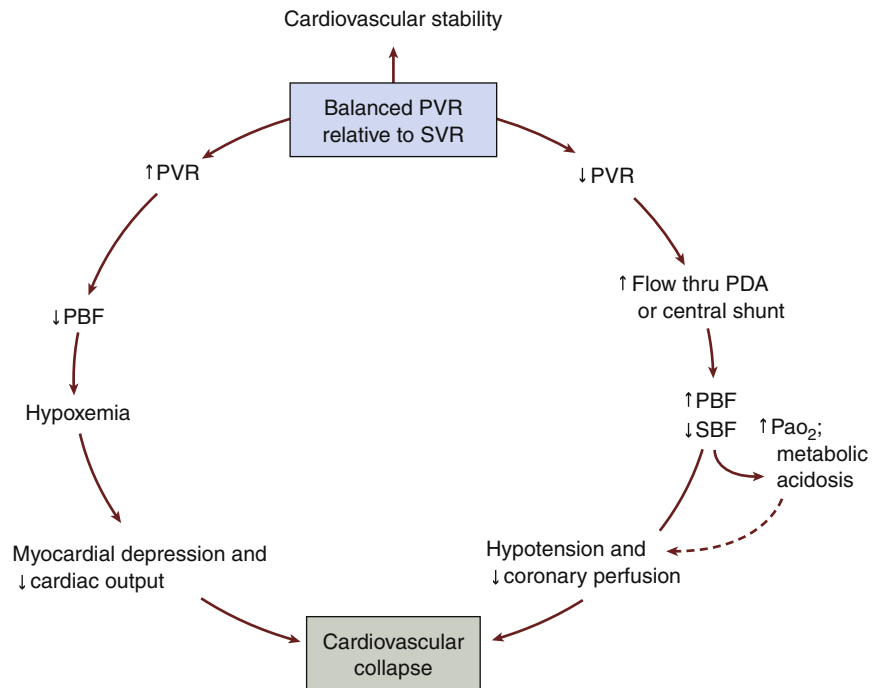 Cardiovascular stability
Balanced PVR
relative to SVR
↑PVR
↓PBF
Hypoxemia
Myocardial depression and
↓cardiac output
↓PVR
↑Flow thru PDA
or central shunt
↑PBF
↓SBF
↑Pao₂;
metabolic
acidosis
Hypotension and
↓coronary perfusion
Cardiovascular
collapse